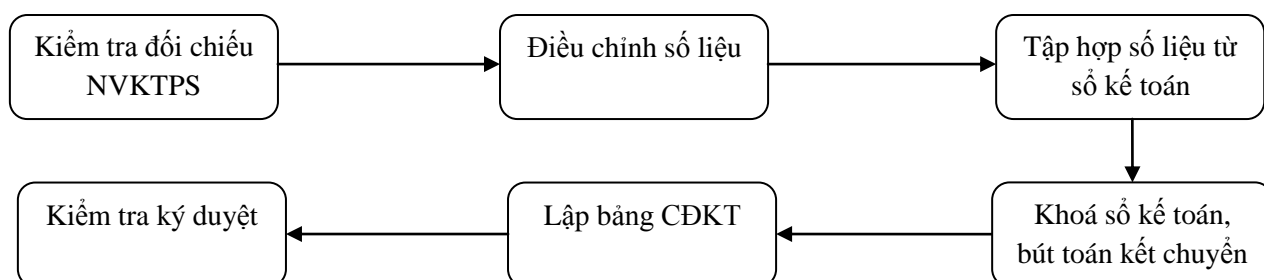 Kiểm tra đối chiếu
NVKTPS
Điều chỉnh số liệu
Tập hợp số liệu từ
sổ kế toán
Khoá sổ kế toán,
bút toán kết chuyển
Lập bảng CĐKT
Kiểm tra ký duyệt